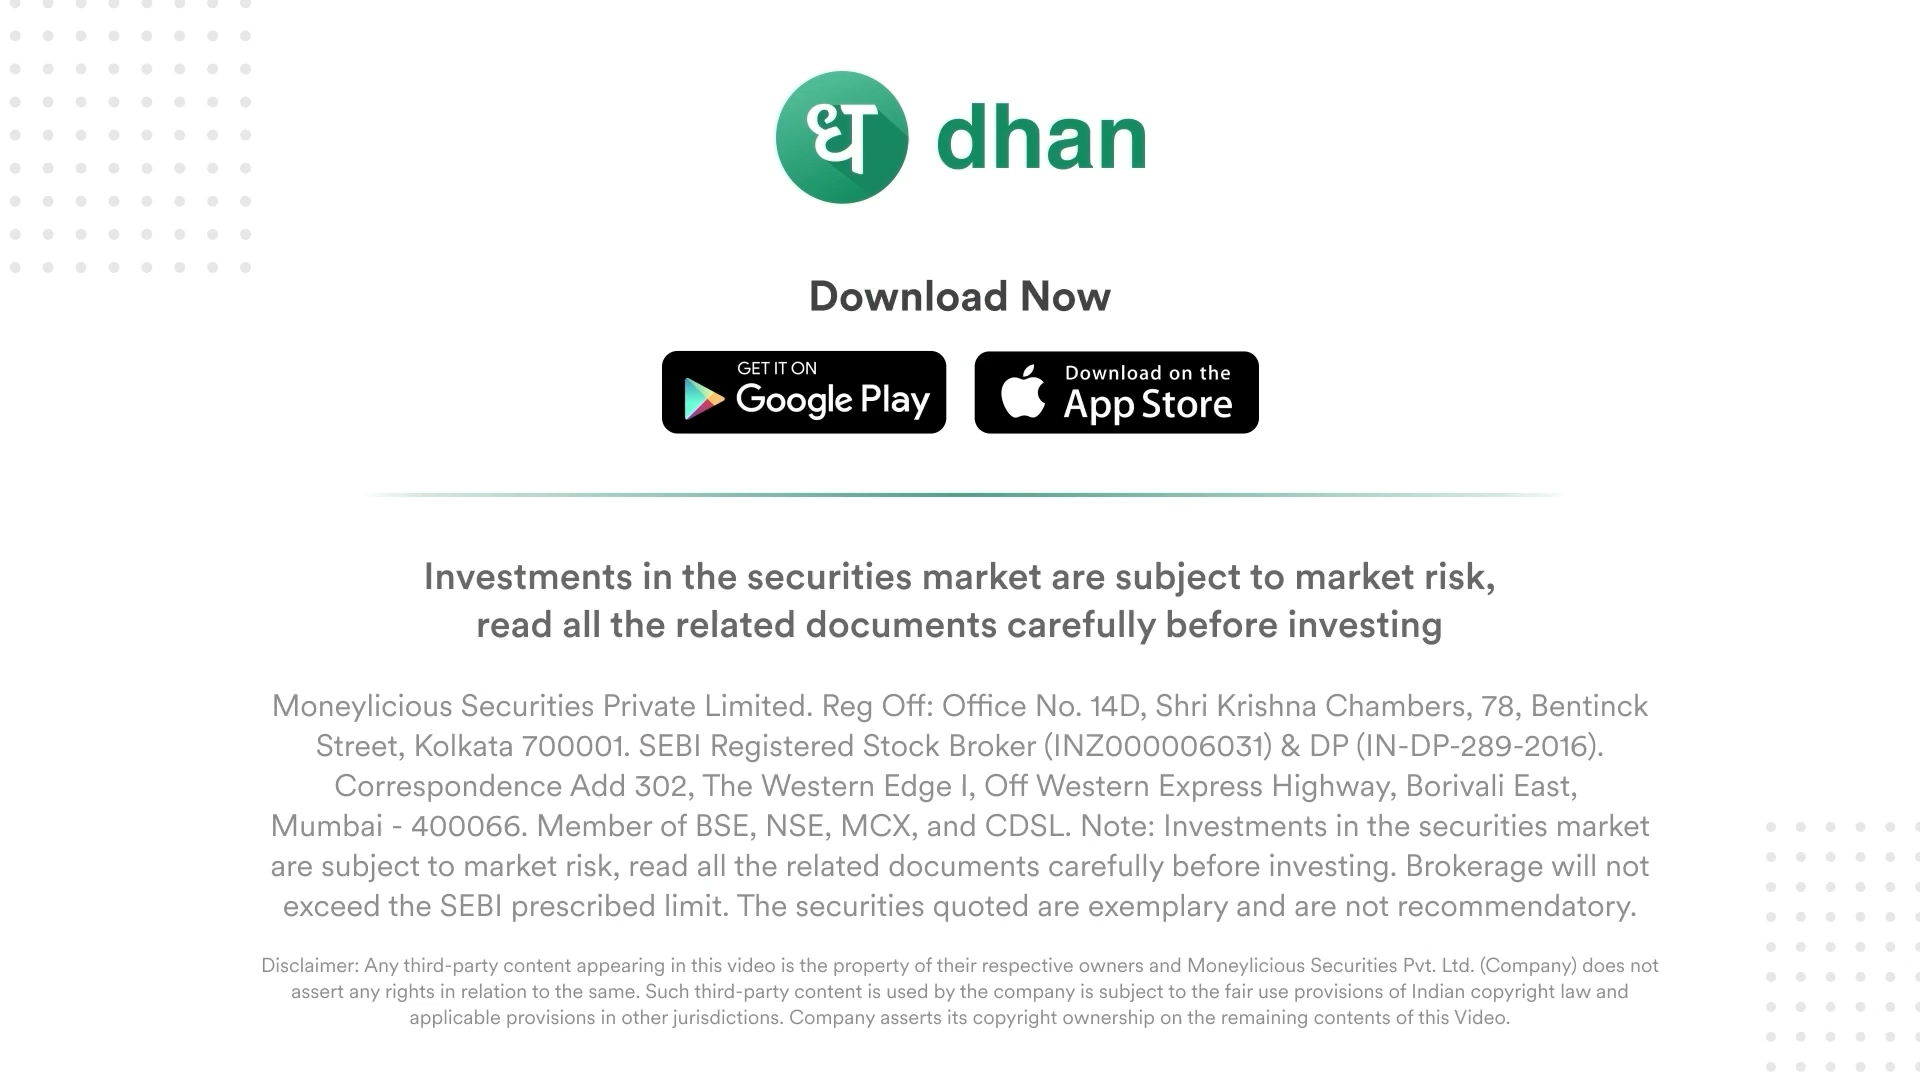 ध dhan
Download Now
GET IT ON
Google Play
Download on the
App Store
Investments in the securities market are subject to market risk,
read all the related documents carefully before investing
Moneylicious Securities Private Limited. Reg Off: Office No. 14D, Shri Krishna Chambers, 78, Bentinck
Street, Kolkata 700001. SEBI Registered Stock Broker (INZ000006031) & DP (IN-DP-289-2016).
Correspondence Add 302, The Western Edge I, Off Western Express Highway, Borivali East,
Mumbai - 400066. Member of BSE, NSE, MCX, and CDSL. Note: Investments in the securities market
are subject to market risk, read all the related documents carefully before investing. Brokerage will not
exceed the SEBI prescribed limit. The securities quoted are exemplary and are not recommendatory.
Disclaimer: Any third-party content appearing in this video is the property of their respective owners and Moneylicious Securities Pvt. Ltd. (Company) does not
assert any rights in relation to the same. Such third-party content is used by the company is subject to the fair use provisions of Indian copyright law and
applicable provisions in other jurisdictions. Company asserts its copyright ownership on the remaining contents of this Video.